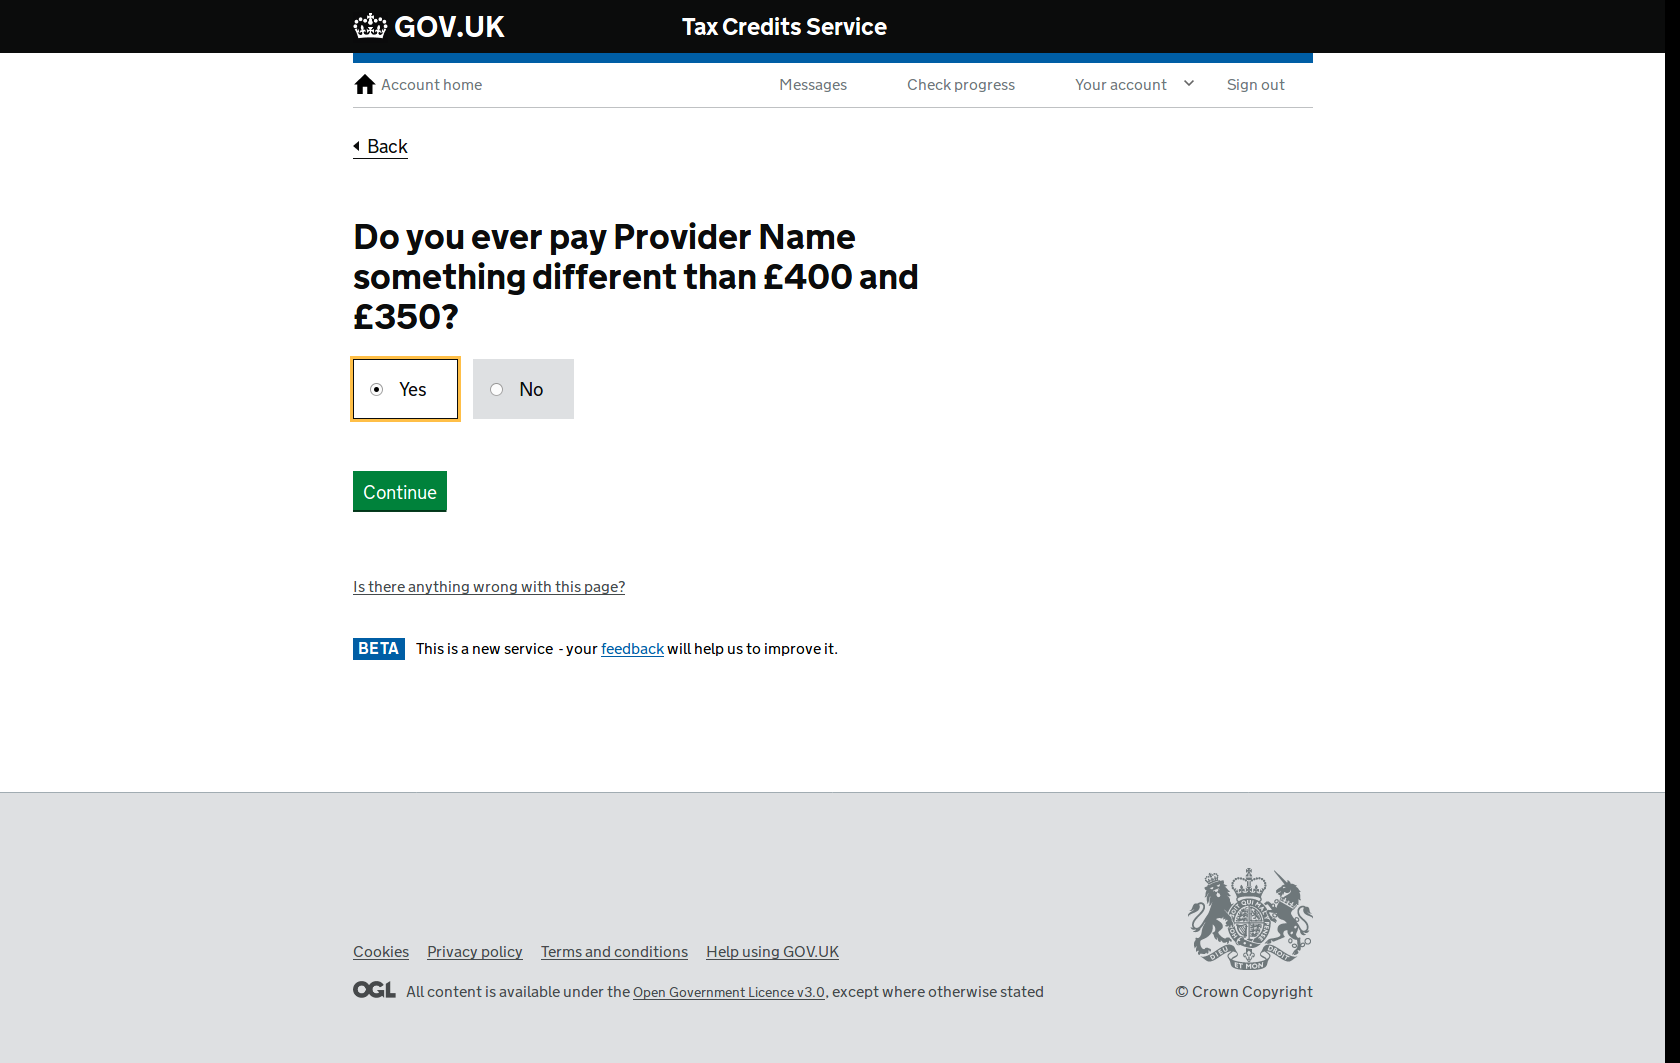 GOV.UK
Tax Credits Service
Account home
Messages
Check progress
Your account
Sign out
Back
Do you ever pay Provider Name
something different than £400 and
£350?
Yes
No
Continue
Is there anything wrong with this page?
BETA This is a new service - your feedback will help us to improve it.
Cookies Privacy policy Terms and conditions Help using GOV.UK
OGL All content is available under the Open Government Licence v3.0, except where otherwise stated
© Crown Copyright